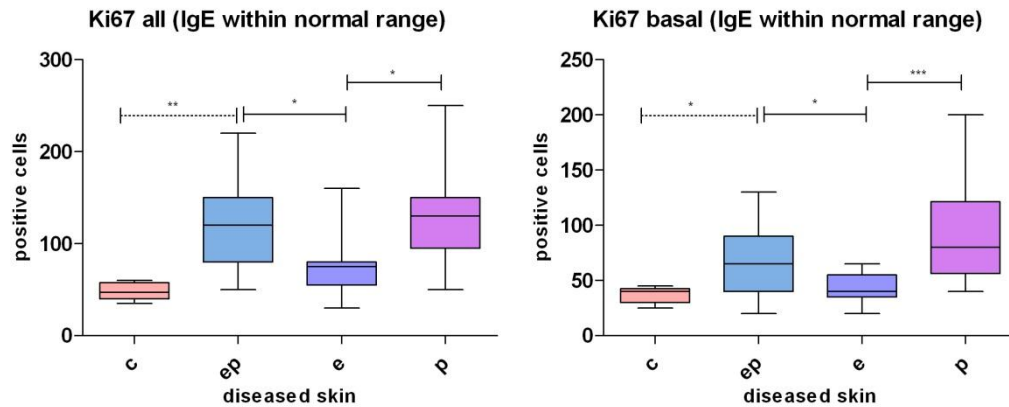 Ki67 all (IgE within normal range)
300
200
100
0
positive cells
**
*
*
c
ep
e
p
diseased skin
Ki67 basal (IgE within normal range)
250
200
150
100
50
0
positive cells
*
*
***
c
ep
e
p
diseased skin